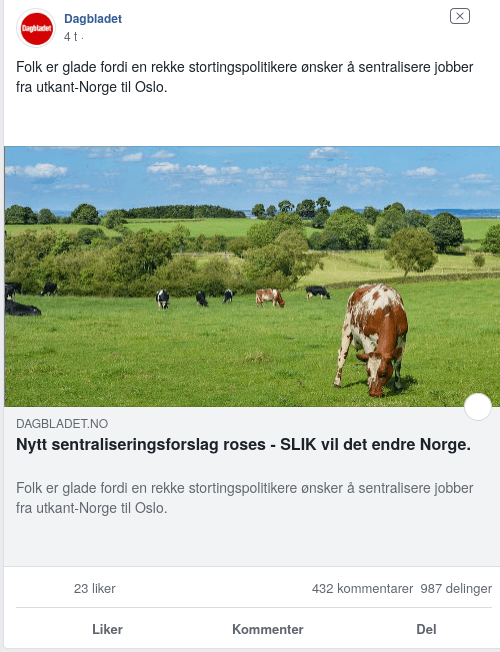 Dagbladet
Dagbladet
4 t ·
Folk er glade fordi en rekke stortingspolitikere ønsker å sentralisere jobber
fra utkant-Norge til Oslo.
DAGBLADET.NO
Nytt sentraliseringsforslag roses - SLIK vil det endre Norge.
Folk er glade fordi en rekke stortingspolitikere ønsker å sentralisere jobber
fra utkant-Norge til Oslo.
23 liker
432 kommentarer 987 delinger
Liker Kommenter Del